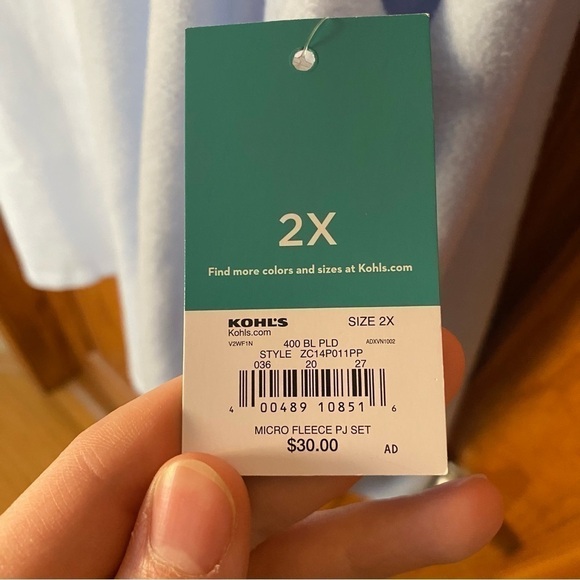 2X
Find more colors and sizes at Kohls.com
KOHL'S SIZE 2X
Kohls.com
V2WF1N 400 BL PLD ADXVN1002
STYLE ZC14P011PP
036 20 27
4 00489 10851 6
MICRO FLEECE PJ SET
$30.00 AD